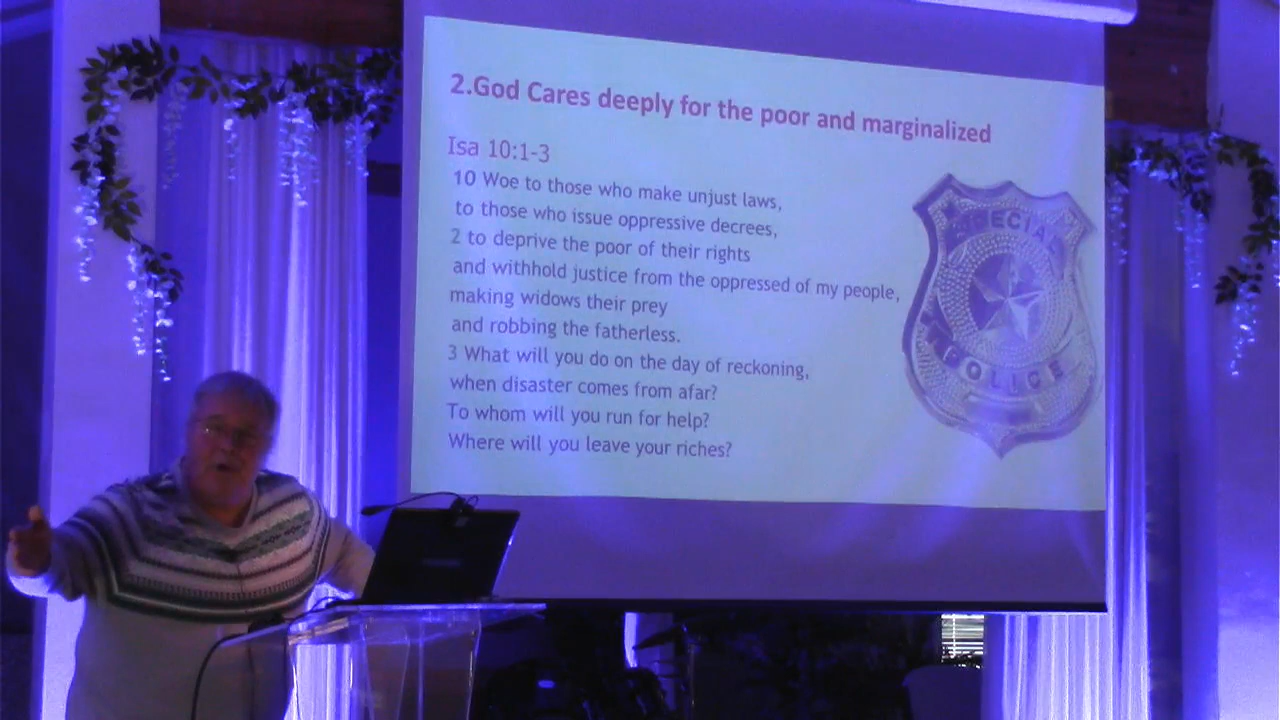 2.God Cares deeply for the poor and marginalized
Isa 10:1-3
10 Woe to those who make unjust laws,
to those who issue oppressive decrees,
2 to deprive the poor of their rights
and withhold justice from the oppressed of my people,
making widows their prey
and robbing the fatherless.
3 What will you do on the day of reckoning,
when disaster comes from afar?
To whom will you run for help?
Where will you leave your riches?
SPECIAL
POLICE